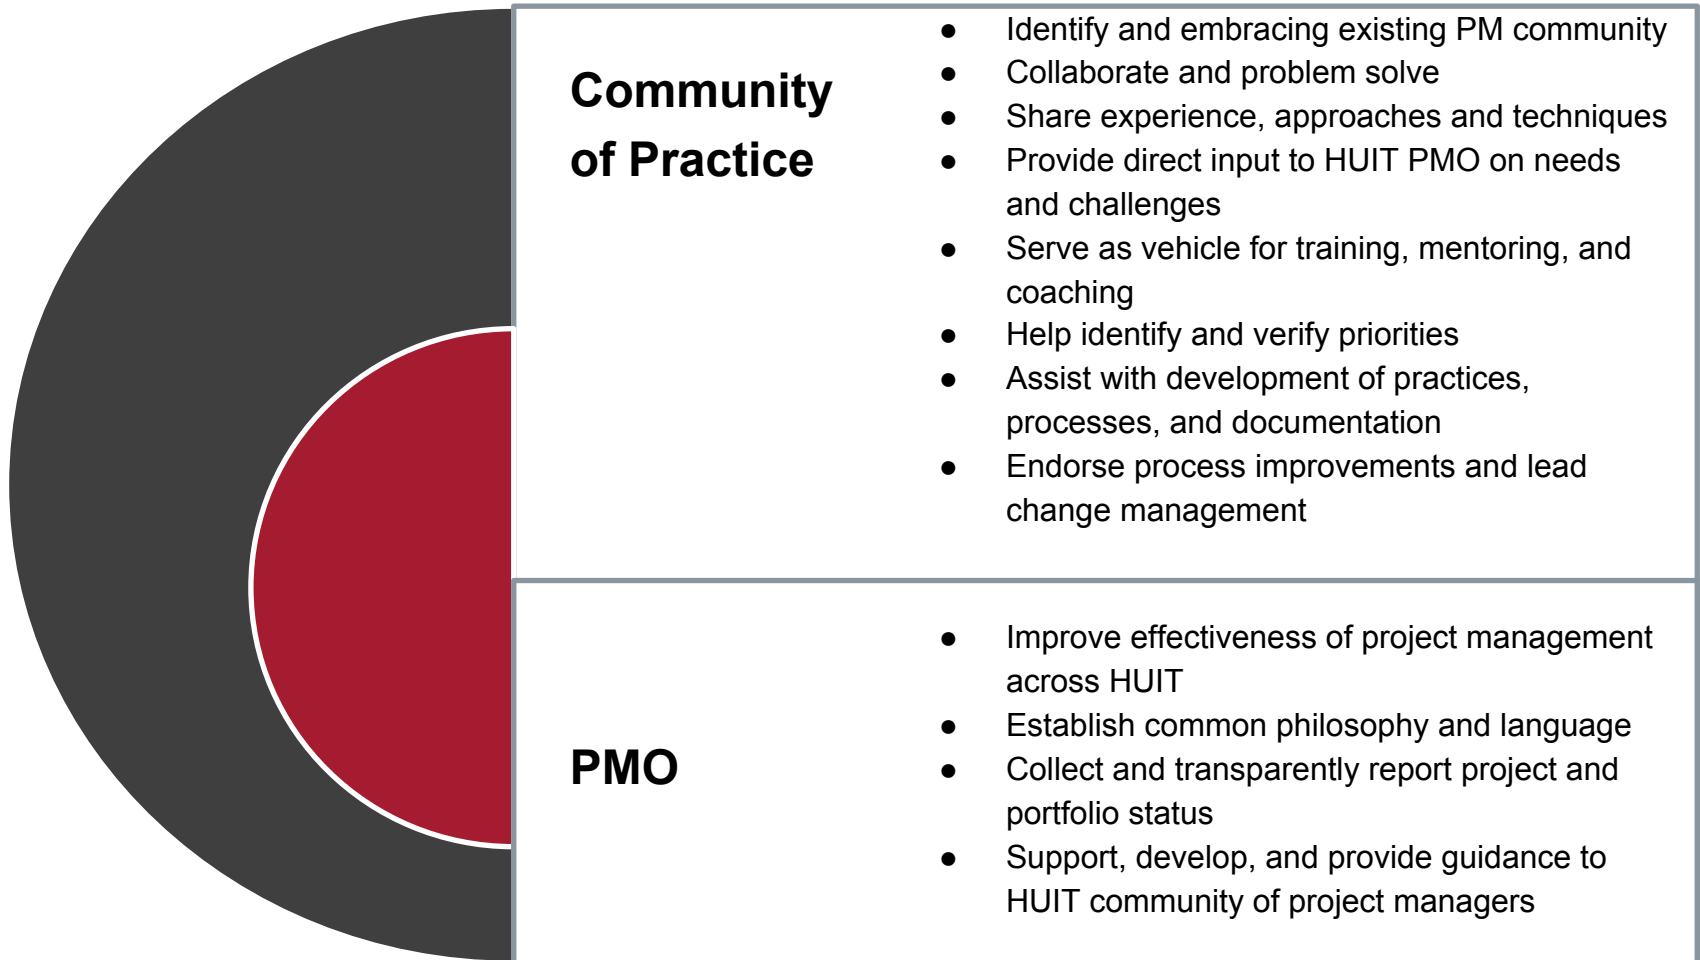 Community
of Practice
● Identify and embracing existing PM community
● Collaborate and problem solve
● Share experience, approaches and techniques
● Provide direct input to HUIT PMO on needs
and challenges
● Serve as vehicle for training, mentoring, and
coaching
● Help identify and verify priorities
● Assist with development of practices,
processes, and documentation
● Endorse process improvements and lead
change management
PMO
● Improve effectiveness of project management
across HUIT
● Establish common philosophy and language
● Collect and transparently report project and
portfolio status
● Support, develop, and provide guidance to
HUIT community of project managers